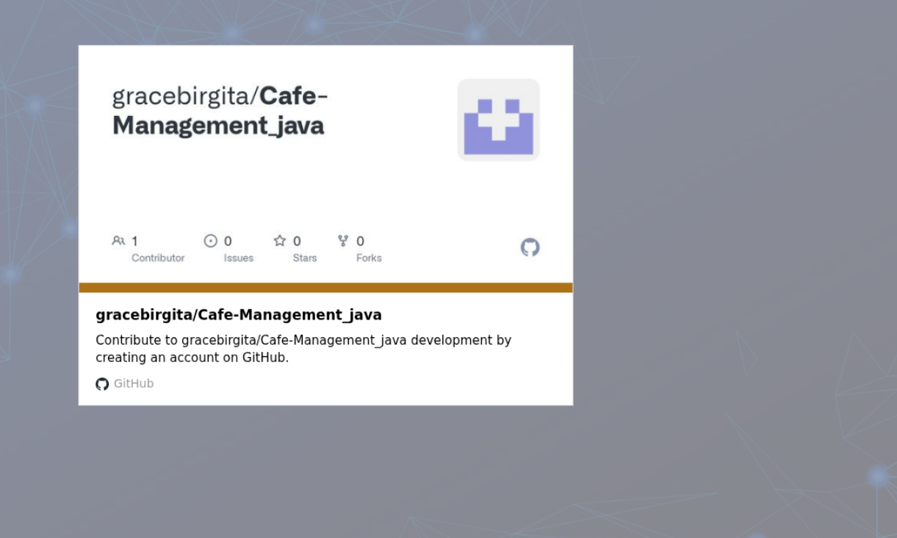 gracebirgita/Cafe-
Management_java
1 0 0 0
Contributor Issues Stars Forks
gracebirgita/Cafe-Management_java
Contribute to gracebirgita/Cafe-Management_java development by
creating an account on GitHub.
GitHub